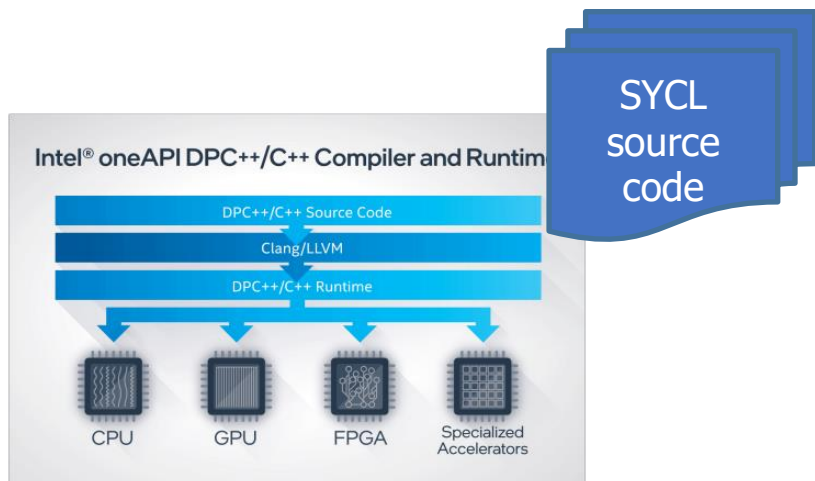 SYCL
source
code
Intel® oneAPI DPC++/C++ Compiler and Runtim
DPC++/C++ Source Code
Clang/LLVM
DPC++/C++ Runtime
CPU
GPU
FPGA
Specialized
Accelerators